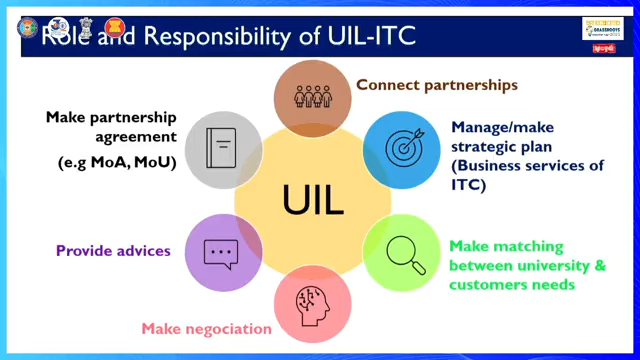 Role and Responsibility of UIL-ITC
GRASSROOTS
Connect partnerships
Make partnership
agreement
(e.g MoA, MoU)
Manage/make
strategic plan
(Business services of
ITC)
UIL
Provide advices
Make matching
between university &
customers needs
Make negociation